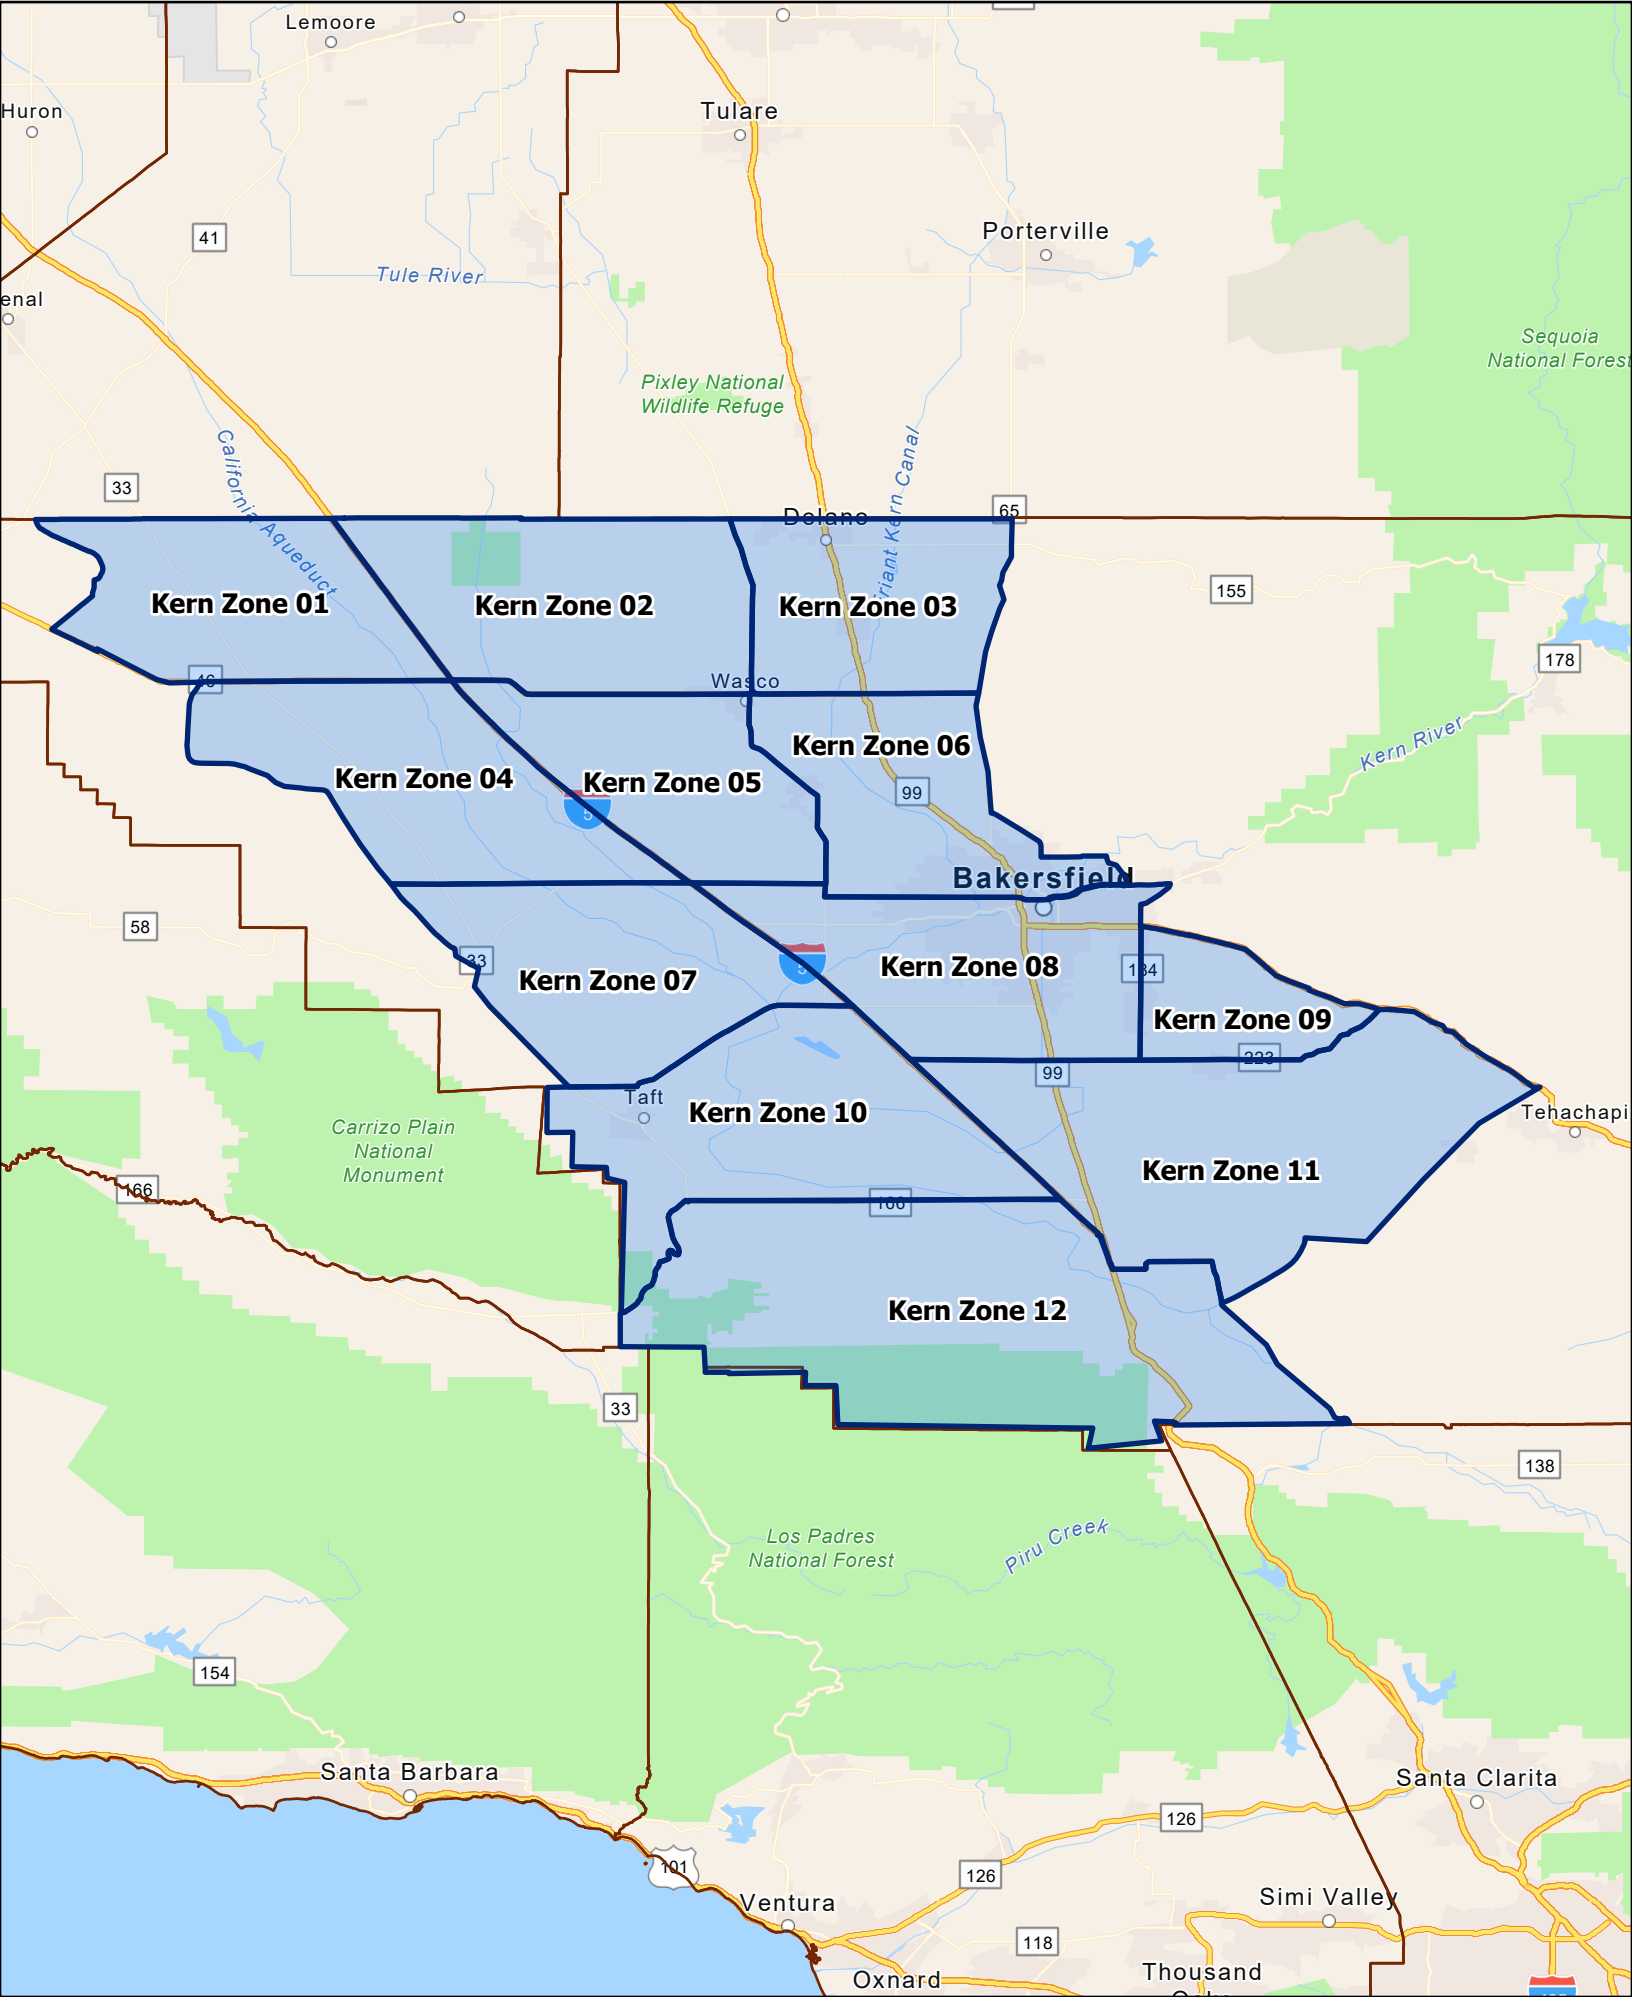 Lemoore
Huron
Tulare
41
Porterville
Tule River
enal
Sequoia
National Forest
Pixley National
Wildlife Refuge
California Aqueduct
33
Friant Kern Canal
65
Delano
155
Kern Zone 01
Kern Zone 02
Kern Zone 03
178
46
Wasco
Kern River
Kern Zone 04
Kern Zone 05
Kern Zone 06
99
5
Bakersfield
58
33
5
Kern Zone 07
Kern Zone 08
184
Kern Zone 09
223
99
Taft
Kern Zone 10
Tehachapi
Carrizo Plain
National
Monument
Kern Zone 11
166
166
Kern Zone 12
33
138
Los Padres
National Forest
Piru Creek
154
Santa Barbara
Santa Clarita
126
101
126
Ventura
Simi Valley
118
Oxnard
Thousand